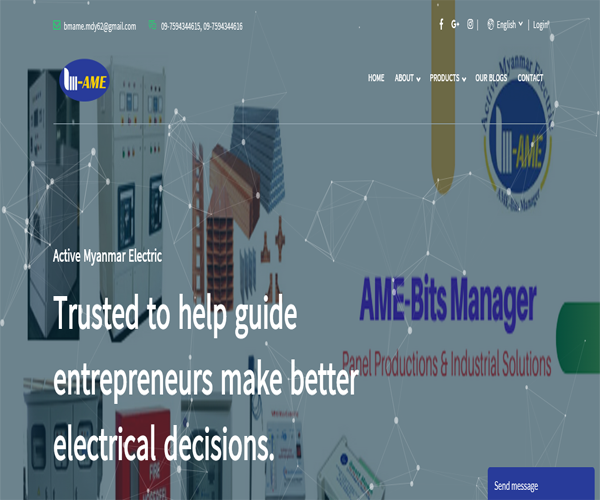 bmame.mdy62@gmail.com 09-7594344615, 09-7594344616
English Login
-AME
HOME ABOUT PRODUCTS OUR BLOGS CONTACT
Active Myanmar Electric
-AME
AME-Bits Manager
Active Myanmar Electric
Trusted to help guide
entrepreneurs make better
electrical decisions.
AME-Bits Manager
Panel Productions & Industrial Solutions
FIRE
Send message